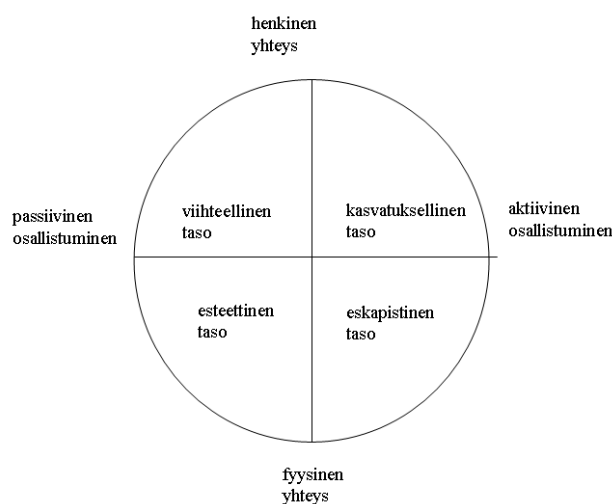 henkinen
yhteys
passiivinen
osallistuminen
viihteellinen
taso
kasvatuksellinen
taso
aktiivinen
osallistuminen
esteettinen
taso
eskapistinen
taso
fyysinen
yhteys